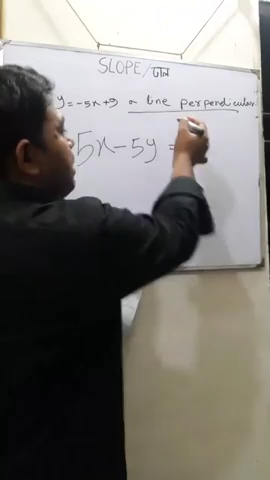 SLOPE/ঢাল
y=-5x+9 a line perpendicular
5x-5y =